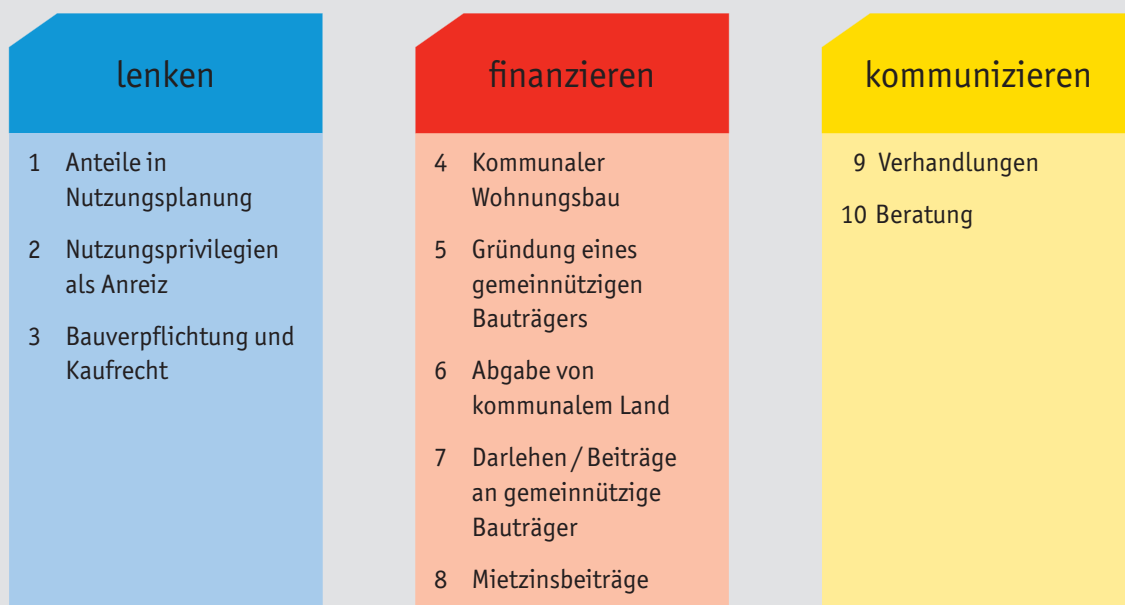 lenken
1 Anteile in
Nutzungsplanung
2 Nutzungsprivilegien
als Anreiz
3 Bauverpflichtung und
Kaufrecht
finanzieren
4 Kommunaler
Wohnungsbau
5 Gründung eines
gemeinnützigen
Bauträgers
6 Abgabe von
kommunalem Land
7 Darlehen / Beiträge
an gemeinnützige
Bauträger
8 Mietzinsbeiträge
kommunizieren
9 Verhandlungen
10 Beratung